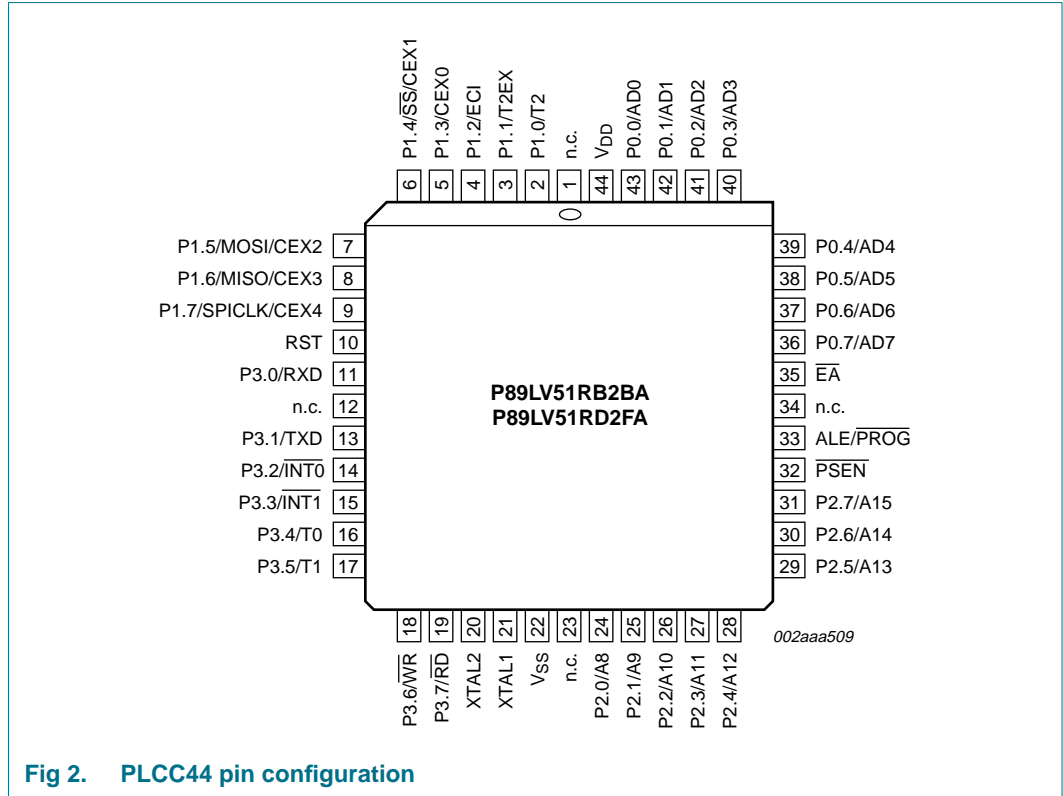 P1.4/S̅S̅/CEX1
P1.3/CEX0
P1.2/ECI
P1.1/T2EX
P1.0/T2
n.c.
VDD
P0.0/AD0
P0.1/AD1
P0.2/AD2
P0.3/AD3
6 5 4 3 2 1 44 43 42 41 40
P1.5/MOSI/CEX2 7
P1.6/MISO/CEX3 8
P1.7/SPICLK/CEX4 9
RST 10
P3.0/RXD 11
n.c. 12
P3.1/TXD 13
P3.2/I̅N̅T̅0̅ 14
P3.3/I̅N̅T̅1̅ 15
P3.4/T0 16
P3.5/T1 17
P89LV51RB2BA
P89LV51RD2FA
39 P0.4/AD4
38 P0.5/AD5
37 P0.6/AD6
36 P0.7/AD7
35 E̅A̅
34 n.c.
33 ALE/P̅R̅O̅G̅
32 P̅S̅E̅N̅
31 P2.7/A15
30 P2.6/A14
29 P2.5/A13
18 19 20 21 22 23 24 25 26 27 28
P3.6/W̅R̅
P3.7/R̅D̅
XTAL2
XTAL1
VSS
n.c.
P2.0/A8
P2.1/A9
P2.2/A10
P2.3/A11
P2.4/A12
002aaa509
Fig 2. PLCC44 pin configuration